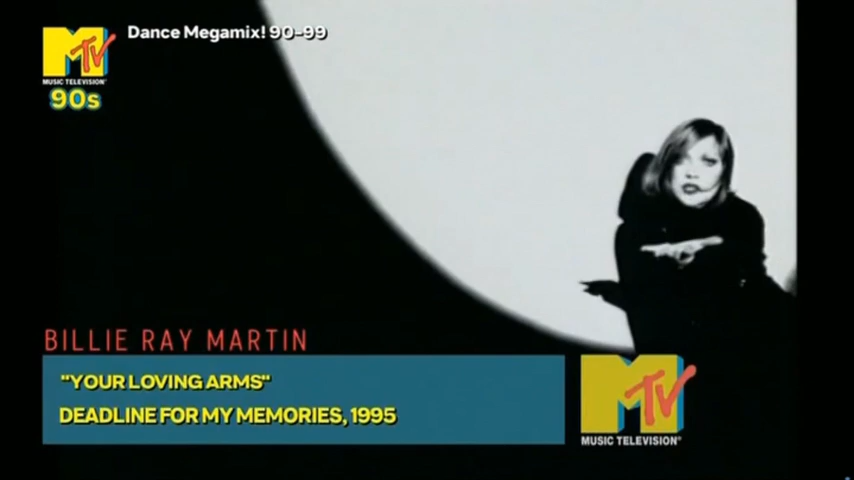 Dance Megamix! 90-99
MTV
MUSIC TELEVISION®
90s
BILLIE RAY MARTIN
"YOUR LOVING ARMS"
DEADLINE FOR MY MEMORIES, 1995
MTV
MUSIC TELEVISION®